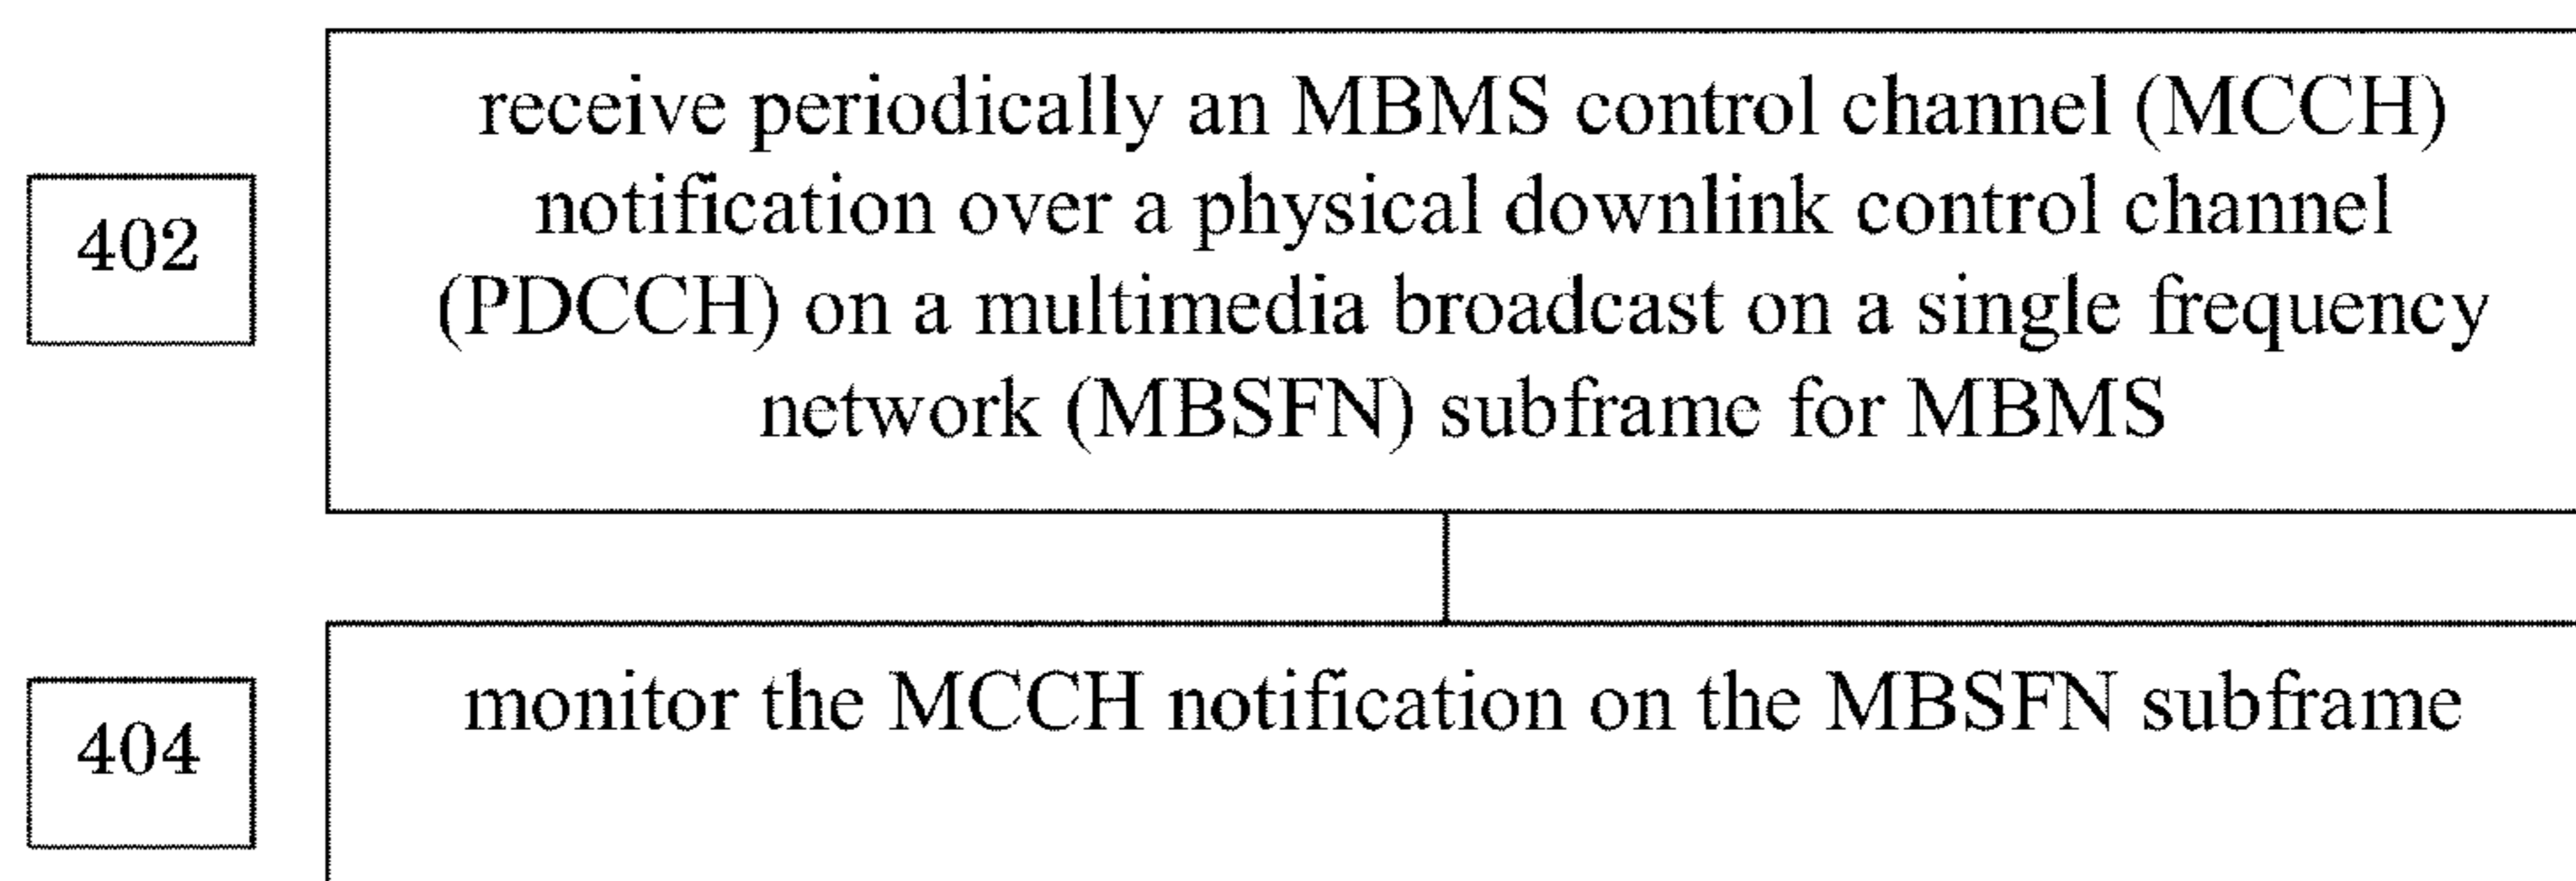 402
receive periodically an MBMS control channel (MCCH)
notification over a physical downlink control channel
(PDCCH) on a multimedia broadcast on a single frequency
network (MBSFN) subframe for MBMS
404
monitor the MCCH notification on the MBSFN subframe